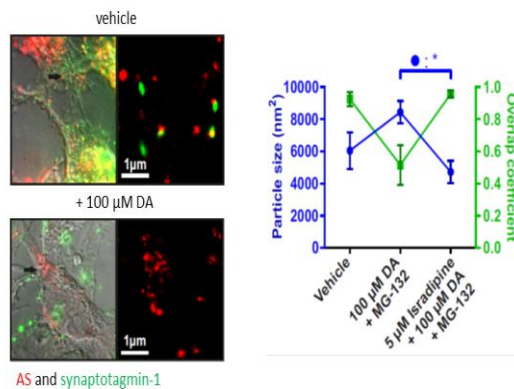 vehicle
1µm
+ 100 µM DA
1µm
AS and synaptotagmin-1
● : *
Particle size (nm²)
10000
8000
6000
4000
2000
0
Overlap coefficient
1.0
0.8
0.6
0.4
0.2
0.0
Vehicle
100 µM DA
+ MG-132
5 µM Isradipine
+ 100 µM DA
+ MG-132